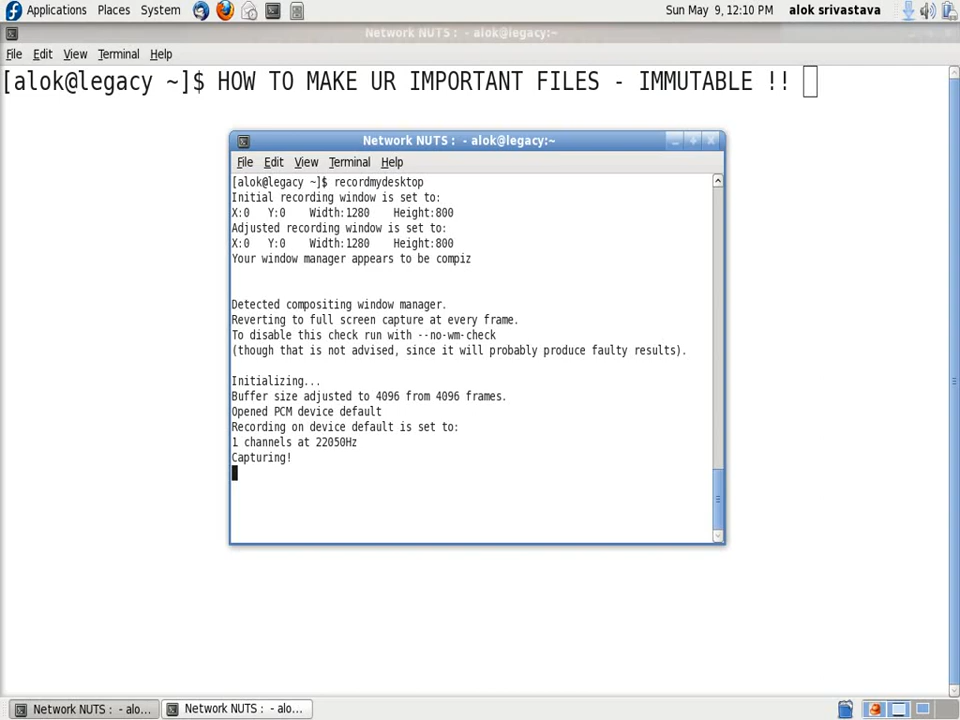 Applications Places System Sun May 9, 12:10 PM alok srivastava
Network NUTS : - alok@legacy:~
File Edit View Terminal Help
[alok@legacy ~]$ HOW TO MAKE UR IMPORTANT FILES - IMMUTABLE !!
Network NUTS : - alok@legacy:~
File Edit View Terminal Help
[alok@legacy ~]$ recordmydesktop
Initial recording window is set to:
X:0 Y:0 Width:1280 Height:800
Adjusted recording window is set to:
X:0 Y:0 Width:1280 Height:800
Your window manager appears to be compiz
Detected compositing window manager.
Reverting to full screen capture at every frame.
To disable this check run with --no-wm-check
(though that is not advised, since it will probably produce faulty results).
Initializing...
Buffer size adjusted to 4096 from 4096 frames.
Opened PCM device default
Recording on device default is set to:
1 channels at 22050Hz
Capturing!
Network NUTS : - alo... Network NUTS : - alo...